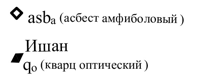 asbₐ (асбест амфиболовый )
Ишан
qₒ (кварц оптический )